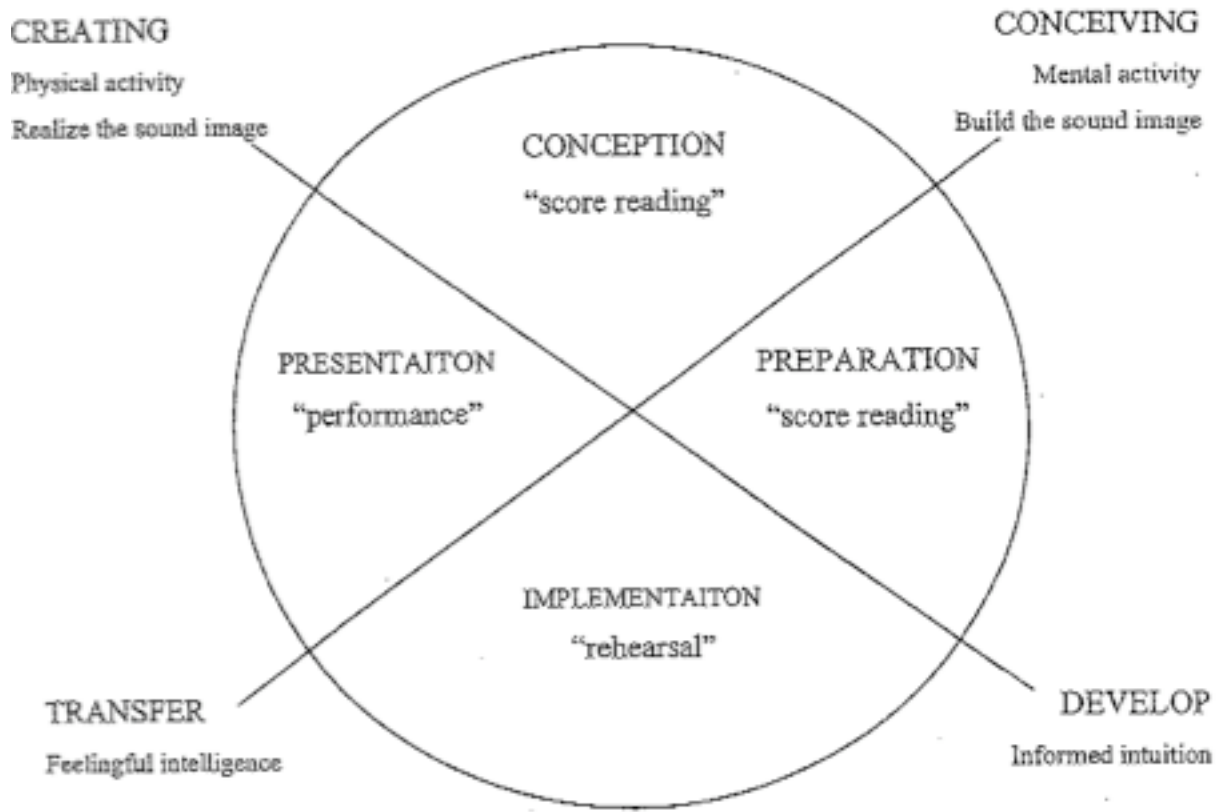 CREATING
Physical activity
Realize the sound image
CONCEIVING
Mental activity
Build the sound image
CONCEPTION
“score reading”
PRESENTAITON
“performance”
PREPARATION
“score reading”
IMPLEMENTAITON
“rehearsal”
TRANSFER
Feelingful intelligence
DEVELOP
Informed intuition